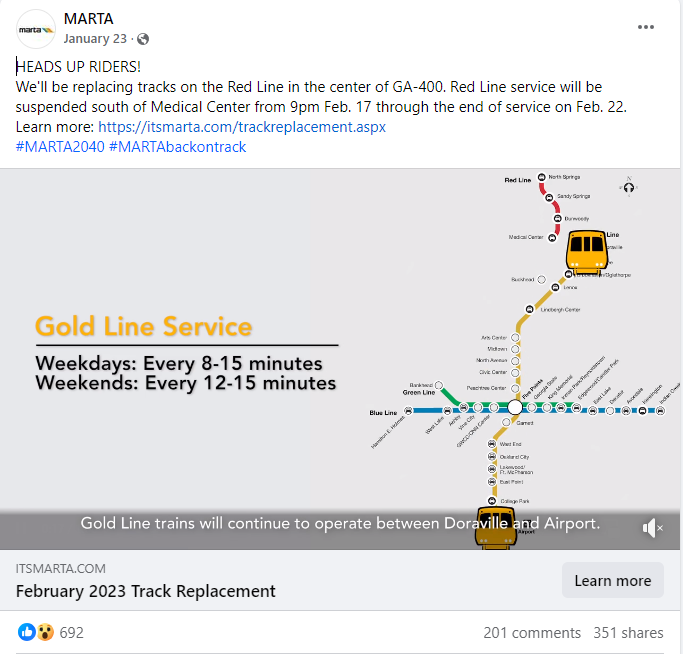 marta
MARTA
January 23 ·
HEADS UP RIDERS!
We'll be replacing tracks on the Red Line in the center of GA-400. Red Line service will be
suspended south of Medical Center from 9pm Feb. 17 through the end of service on Feb. 22.
Learn more: https://itsmarta.com/trackreplacement.aspx
#MARTA2040 #MARTAbackontrack
Red Line
North Springs
N
Sandy Springs
Dunwoody
Medical Center
Line
Buckhead
Lenox
Lindbergh Center
Gold Line Service
Weekdays: Every 8-15 minutes
Weekends: Every 12-15 minutes
Arts Center
Midtown
North Avenue
Civic Center
Peachtree Center
Bankhead
Green Line
Blue Line
Hamilton E. Holmes
West Lake
Ashby
Vine City
GWCC/CNN Center
Five Points
Georgia State
King Memorial
Inman Park/Reynoldstown
Edgewood/Candler Park
East Lake
Decatur
Avondale
Kensington
Indian Creek
Garnett
West End
Oakland City
Lakewood/
Ft. McPherson
East Point
College Park
Airport
Gold Line trains will continue to operate between Doraville and Airport.
ITSMARTA.COM
February 2023 Track Replacement
Learn more
692
201 comments 351 shares